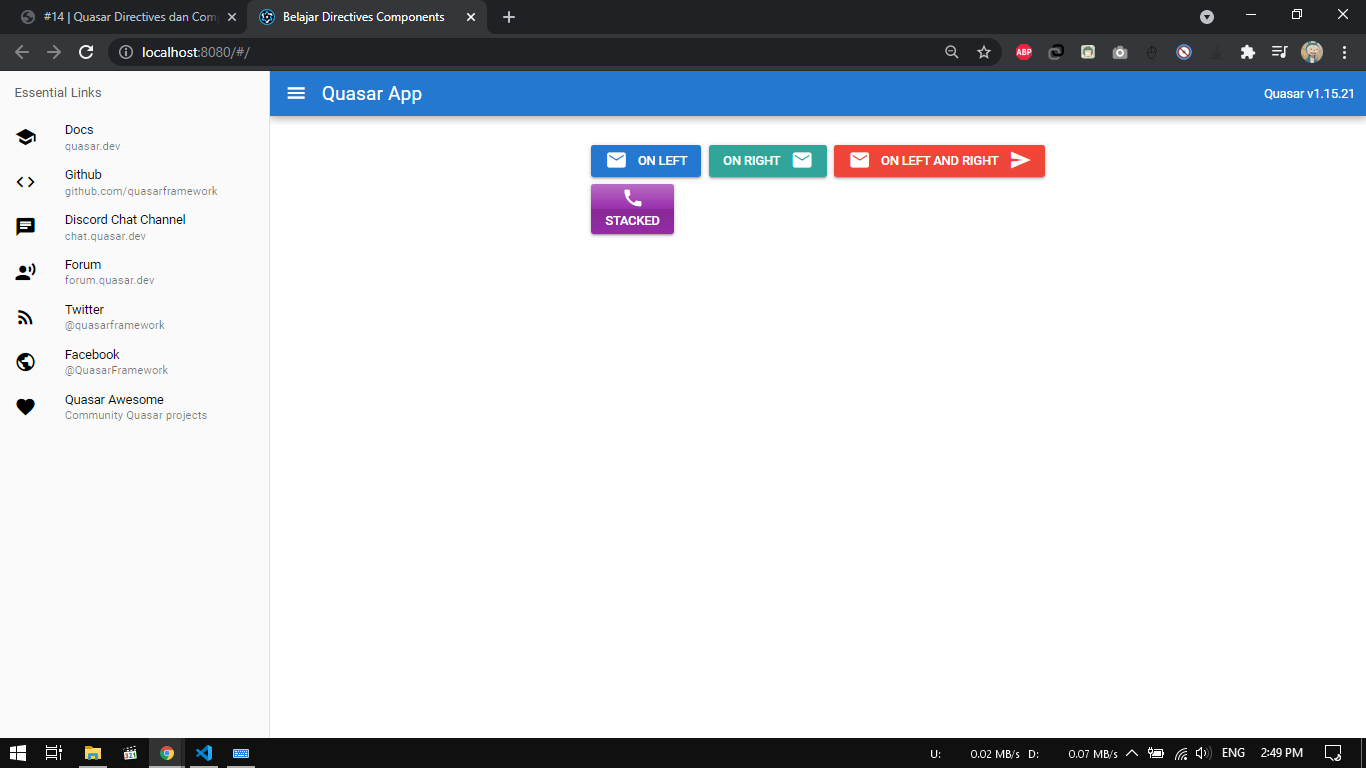 #14 | Quasar Directives dan Com
Belajar Directives Components
localhost:8080/#/
ABP
Essential Links
Docs
quasar.dev
Github
github.com/quasarframework
Discord Chat Channel
chat.quasar.dev
Forum
forum.quasar.dev
Twitter
@quasarframework
Facebook
@QuasarFramework
Quasar Awesome
Community Quasar projects
Quasar App
Quasar v1.15.21
ON LEFT
ON RIGHT
ON LEFT AND RIGHT
STACKED
U: 0.02 MB/s D: 0.07 MB/s
ENG
2:49 PM